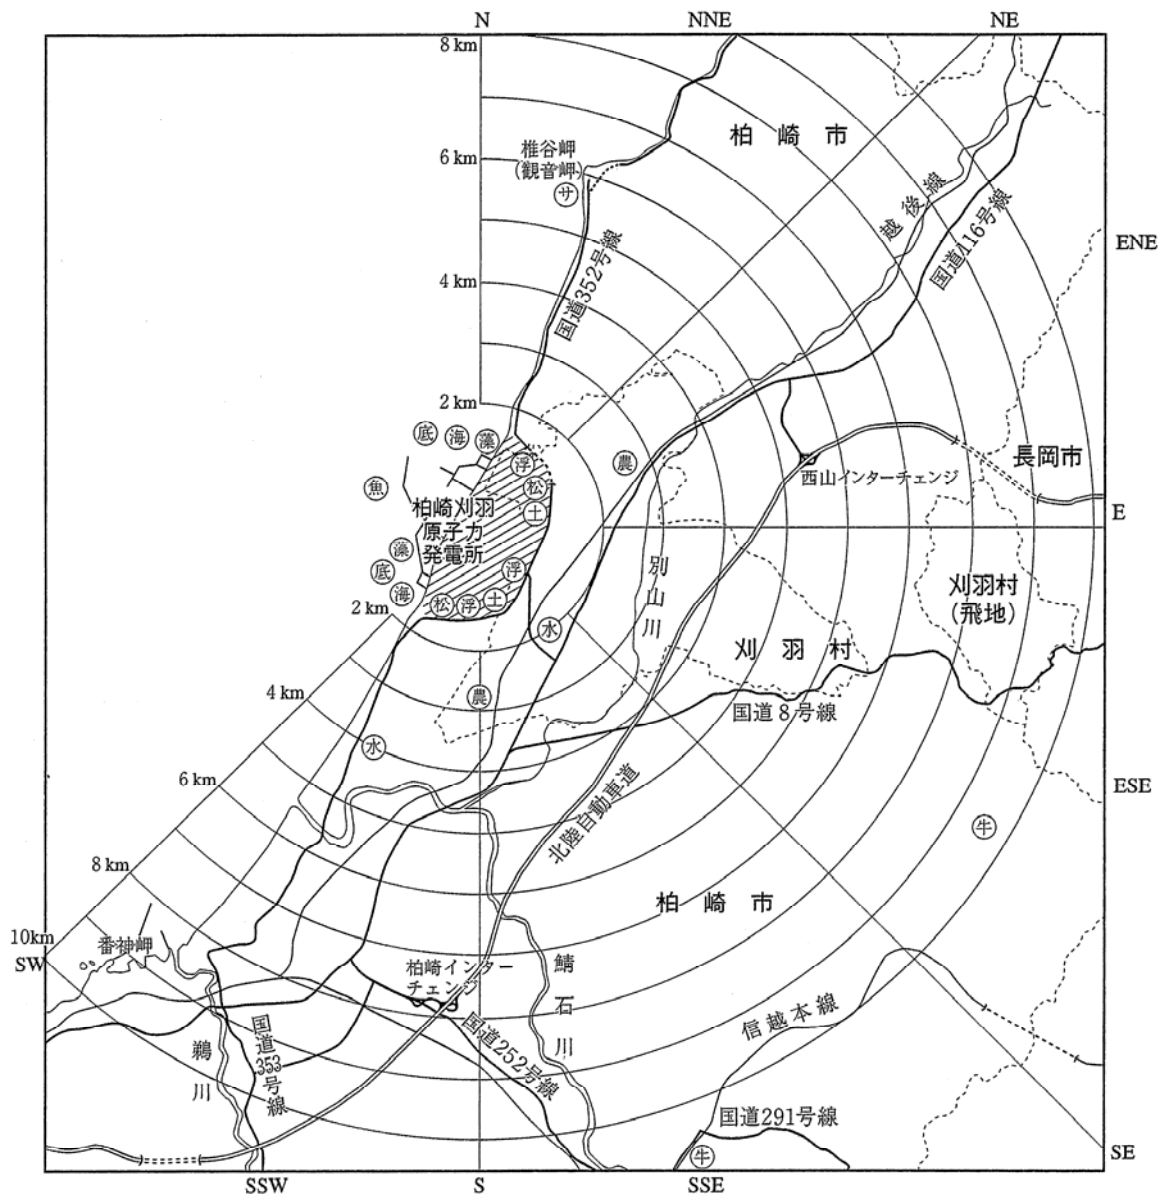 N
NNE
NE
8 km
柏崎市
椎谷岬
(観音岬)
サ
6 km
越後線
国道116号線
ENE
国道352号線
4 km
2 km
底
海
藻
浮
農
長岡市
西山インターチェンジ
魚
松
柏崎刈羽
原子力
発電所
土
E
藻
底
海
浮
別山川
刈羽村
(飛地)
松
浮
土
2 km
水
刈羽村
農
4 km
国道8号線
水
6 km
ESE
北陸自動車道
牛
8 km
柏崎市
10km
SW
番神岬
柏崎インター
チェンジ
鯖石川
信越本線
国道353号線
鵜川
国道252号線
国道291号線
牛
SE
SSW
S
SSE